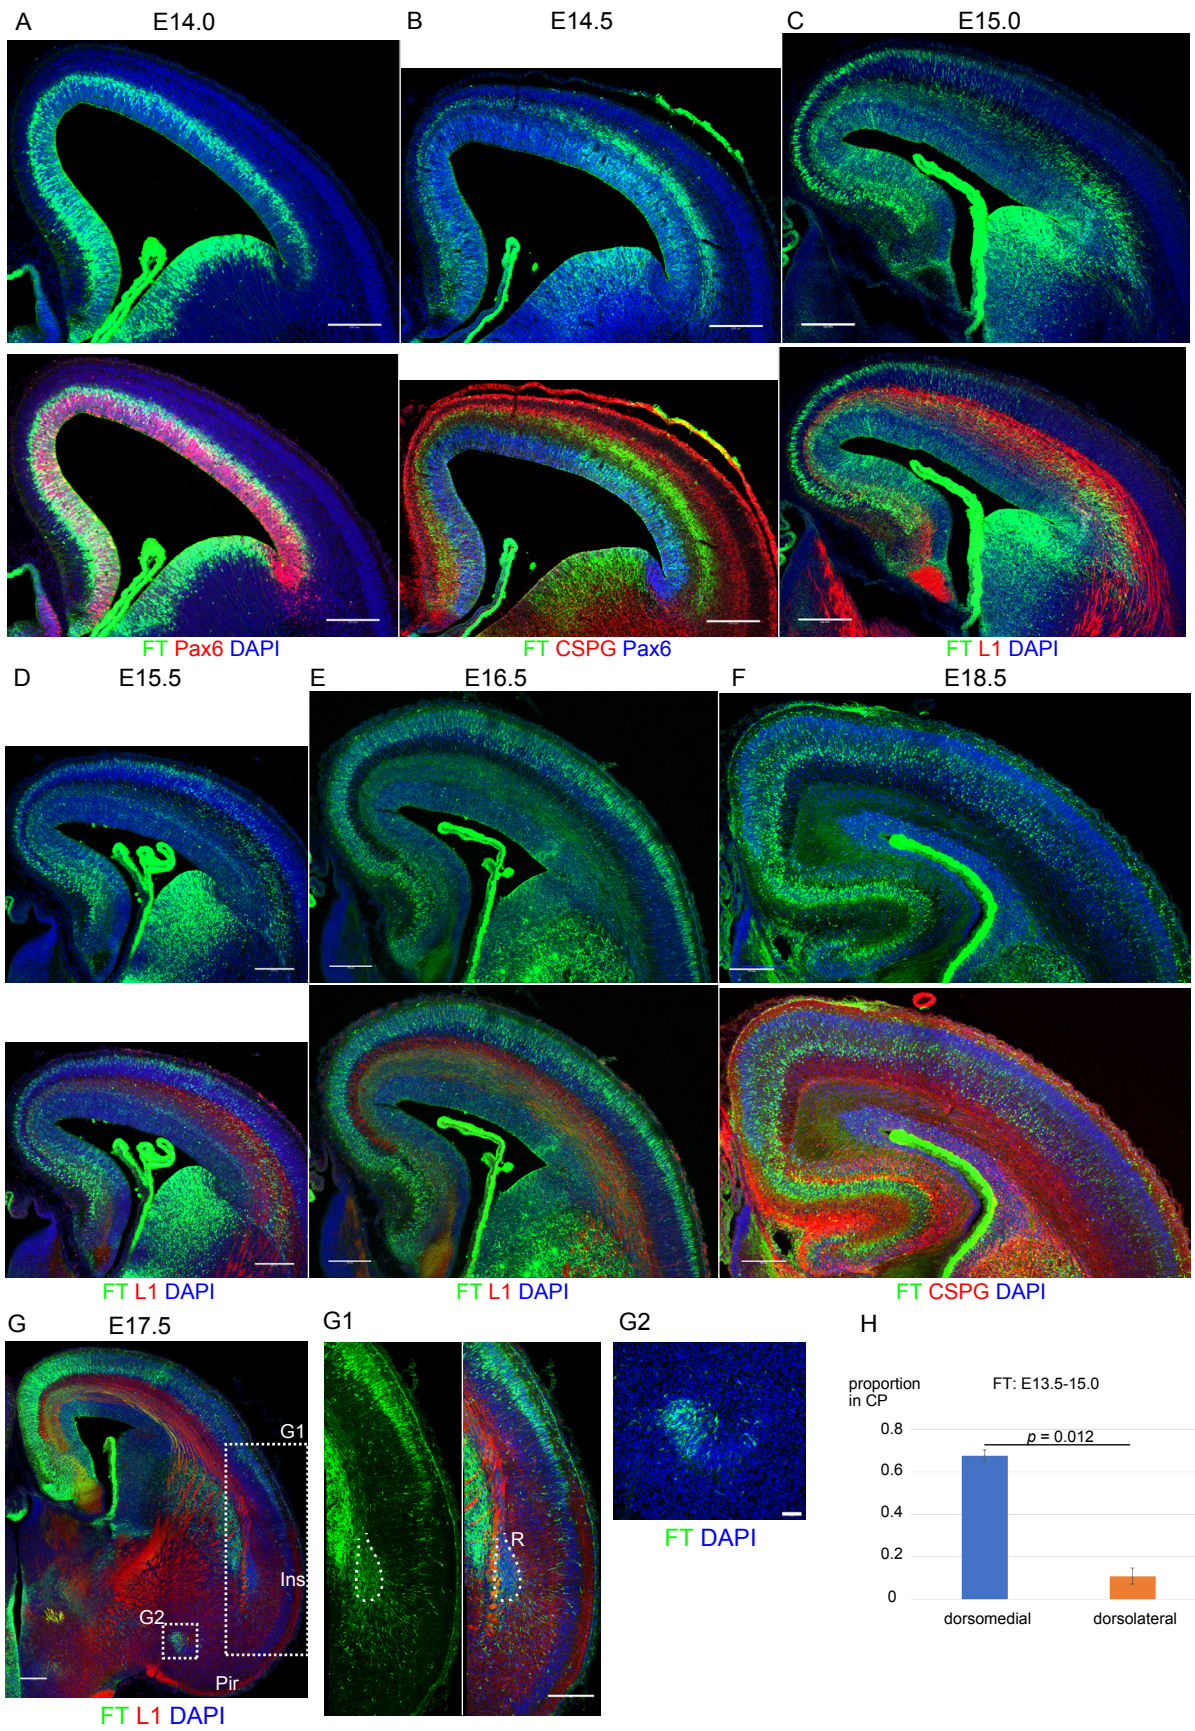 A
E14.0
B
E14.5
C
E15.0
FT Pax6 DAPI
FT CSPG Pax6
FT L1 DAPI
D
E15.5
E
E16.5
F
E18.5
FT L1 DAPI
FT L1 DAPI
FT CSPG DAPI
G
E17.5
G1
Ins
G2
Pir
FT L1 DAPI
G1
R
G2
FT DAPI
H
proportion
in CP
FT: E13.5-15.0
p = 0.012
0.8
0.6
0.4
0.2
0
dorsomedial
dorsolateral